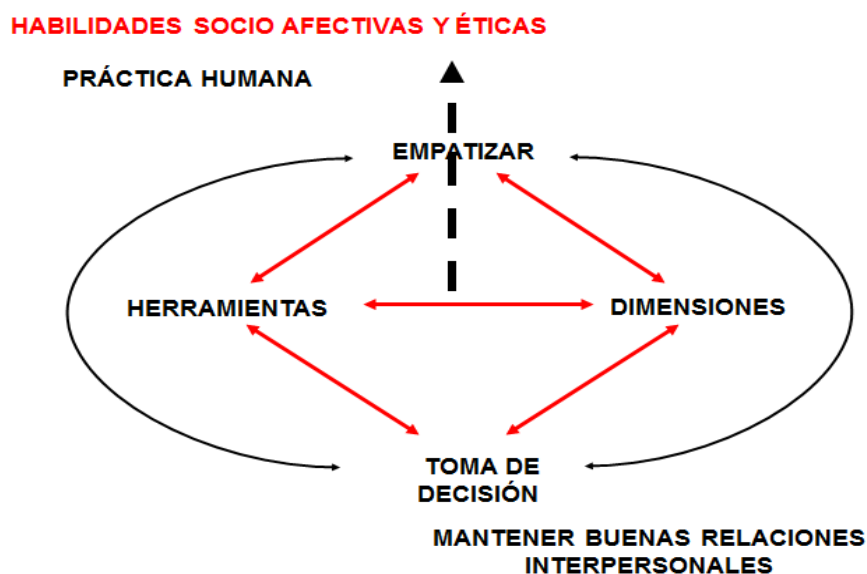 HABILIDADES SOCIO AFECTIVAS Y ÉTICAS
PRÁCTICA HUMANA
EMPATIZAR
HERRAMIENTAS
DIMENSIONES
TOMA DE
DECISIÓN
MANTENER BUENAS RELACIONES
INTERPERSONALES